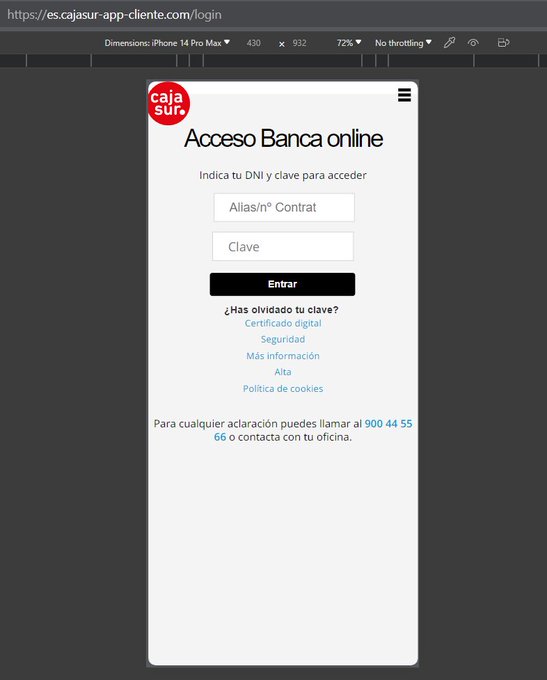 https://es.cajasur-app-cliente.com/login
Dimensions: iPhone 14 Pro Max 430 × 932 72% No throttling
caja
sur.
Acceso Banca online
Indica tu DNI y clave para acceder
Alias/nº Contrat
Clave
Entrar
¿Has olvidado tu clave?
Certificado digital
Seguridad
Más información
Alta
Política de cookies
Para cualquier aclaración puedes llamar al 900 44 55
66 o contacta con tu oficina.